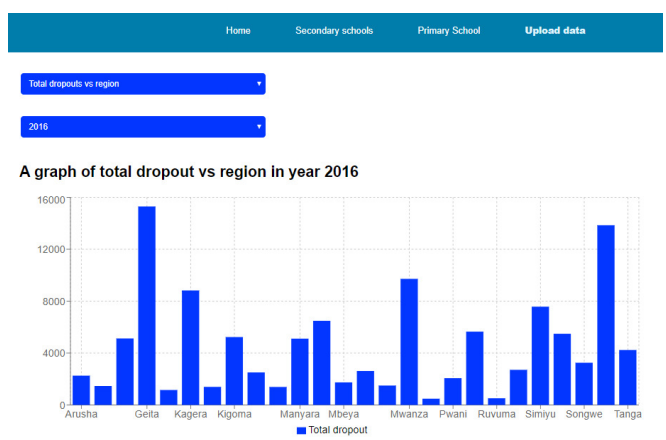 Home Secondary schools Primary School Upload data
Total dropouts vs region
2016
A graph of total dropout vs region in year 2016
16000
12000
8000
4000
0
Arusha Geita Kagera Kigoma Manyara Mbeya Mwanza Pwani Ruvuma Simiyu Songwe Tanga
Total dropout